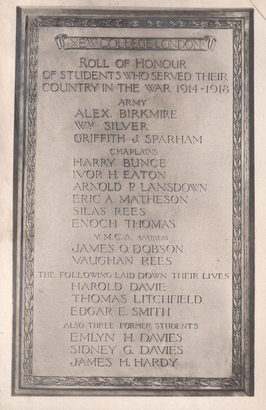 NEW COLLEGE LONDON
ROLL OF HONOUR
OF STUDENTS WHO SERVED THEIR
COUNTRY IN THE WAR 1914-1918
ARMY
ALEX. BIRKMIRE
WM SILVER
GRIFFITH J. SPARHAM
CHAPLAINS
HARRY BUNCE
IVOR H. EATON
ARNOLD P. LANSDOWN
ERIC A. MATHESON
SILAS REES
ENOCH THOMAS
Y.M.C.A. OVERSEAS
JAMES O. DOBSON
VAUGHAN REES
THE FOLLOWING LAID DOWN THEIR LIVES
HAROLD DAVIE
THOMAS LITCHFIELD
EDGAR E. SMITH
ALSO THREE FORMER STUDENTS
EMLYN H. DAVIES
SIDNEY G. DAVIES
JAMES H. HARDY